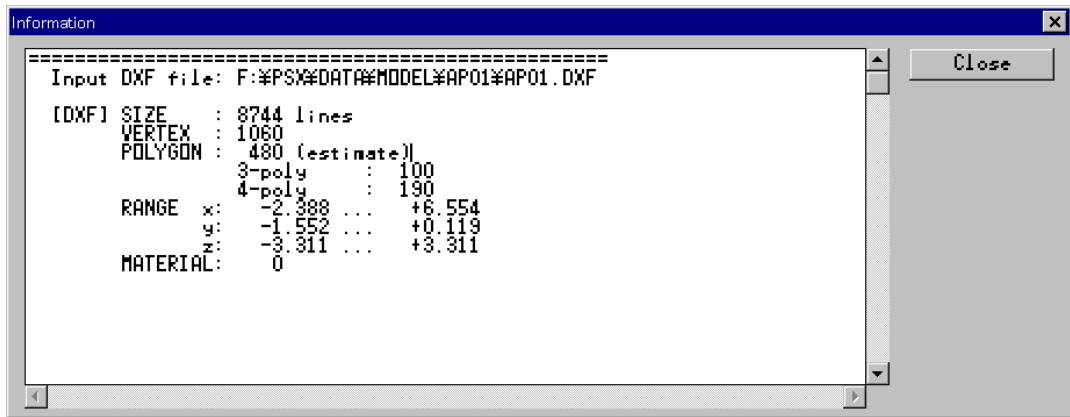 Information
Close
==================================================
Input DXF file: F:¥PSX¥DATA¥MODEL¥APO1¥APO1.DXF
[DXF] SIZE : 8744 lines
VERTEX : 1060
POLYGON : 480 (estimate)
3-poly : 100
4-poly : 190
RANGE x: -2.388 ... +6.554
y: -1.552 ... +0.119
z: -3.311 ... +3.311
MATERIAL: 0